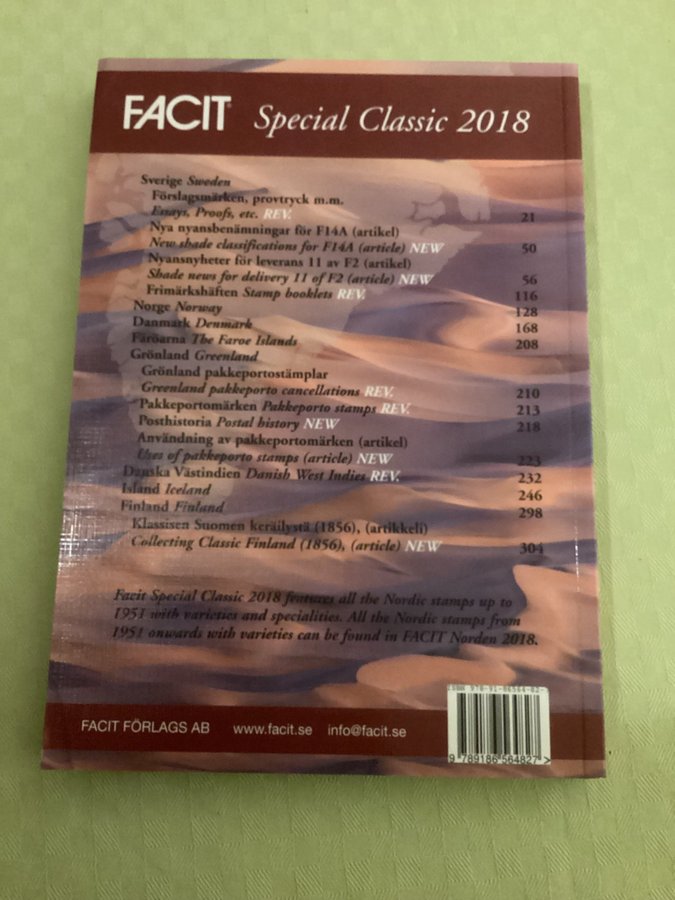 FACIT® Special Classic 2018
Sverige Sweden
Förslagsmärken, provtryck m.m.
Essays, Proofs, etc. REV. 21
Nya nyansbenämningar för F14A (artikel)
New shade classifications for F14A (article) NEW 50
Nyansnyheter för leverans 11 av F2 (artikel)
Shade news for delivery 11 of F2 (article) NEW 56
Frimärkshäften Stamp booklets REV. 116
Norge Norway 128
Danmark Denmark 168
Färöarna The Faroe Islands 208
Grönland Greenland
Grönland pakkeportostämplar
Greenland pakkeporto cancellations REV. 210
Pakkeportomärken Pakkeporto stamps REV. 213
Posthistoria Postal history NEW 218
Användning av pakkeportomärken (artikel)
Uses of pakkeporto stamps (article) NEW 223
Danska Västindien Danish West Indies REV. 232
Island Iceland 246
Finland Finland 298
Klassisen Suomen keräilystä (1856), (artikkeli)
Collecting Classic Finland (1856), (article) NEW 304
Facit Special Classic 2018 features all the Nordic stamps up to
1951 with varieties and specialities. All the Nordic stamps from
1951 onwards with varieties can be found in FACIT Norden 2018.
ISBN 978-91-86564-82-
FACIT FÖRLAGS AB www.facit.se info@facit.se
9 789186 564827 >